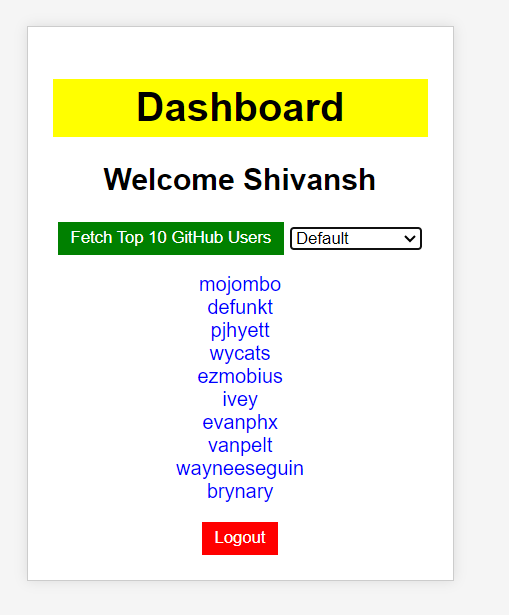 Dashboard
Welcome Shivansh
Fetch Top 10 GitHub Users Default
mojombo
defunkt
pjhyett
wycats
ezmobius
ivey
evanphx
vanpelt
wayneeseguin
brynary
Logout